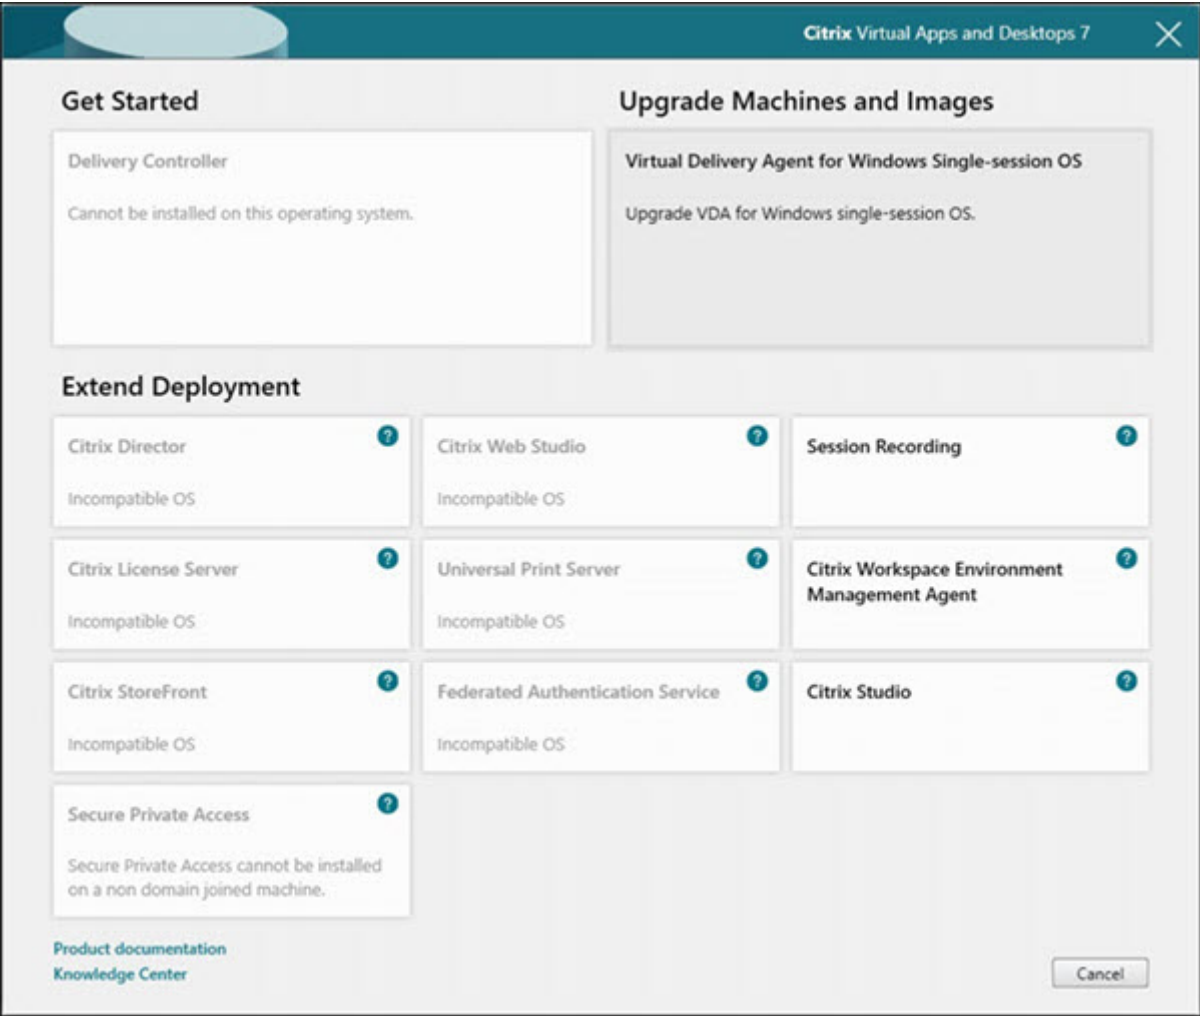 Citrix Virtual Apps and Desktops 7
Get Started
Delivery Controller
Cannot be installed on this operating system.
Upgrade Machines and Images
Virtual Delivery Agent for Windows Single-session OS
Upgrade VDA for Windows single-session OS.
Extend Deployment
Citrix Director
Incompatible OS
Citrix Web Studio
Incompatible OS
Session Recording
Citrix License Server
Incompatible OS
Universal Print Server
Incompatible OS
Citrix Workspace Environment
Management Agent
Citrix StoreFront
Incompatible OS
Federated Authentication Service
Incompatible OS
Citrix Studio
Secure Private Access
Secure Private Access cannot be installed
on a non domain joined machine.
Product documentation
Knowledge Center
Cancel